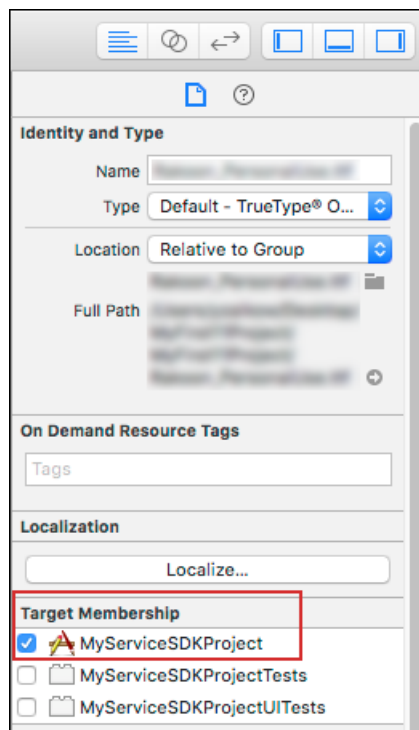 Identity and Type
Name
Type Default - TrueType® O...
Location Relative to Group
Full Path
On Demand Resource Tags
Tags
Localization
Localize...
Target Membership
MyServiceSDKProject
MyServiceSDKProjectTests
MyServiceSDKProjectUITests